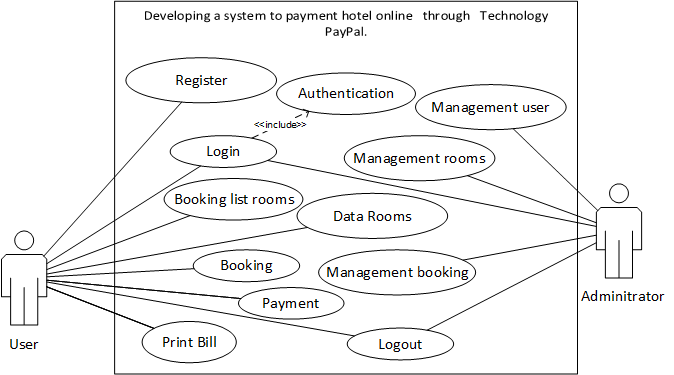 Developing a system to payment hotel online through Technology
PayPal.
Register
Authentication
Management user
<<include>>
Login
Management rooms
Booking list rooms
Data Rooms
Booking
Management booking
Payment
Adminitrator
User
Print Bill
Logout